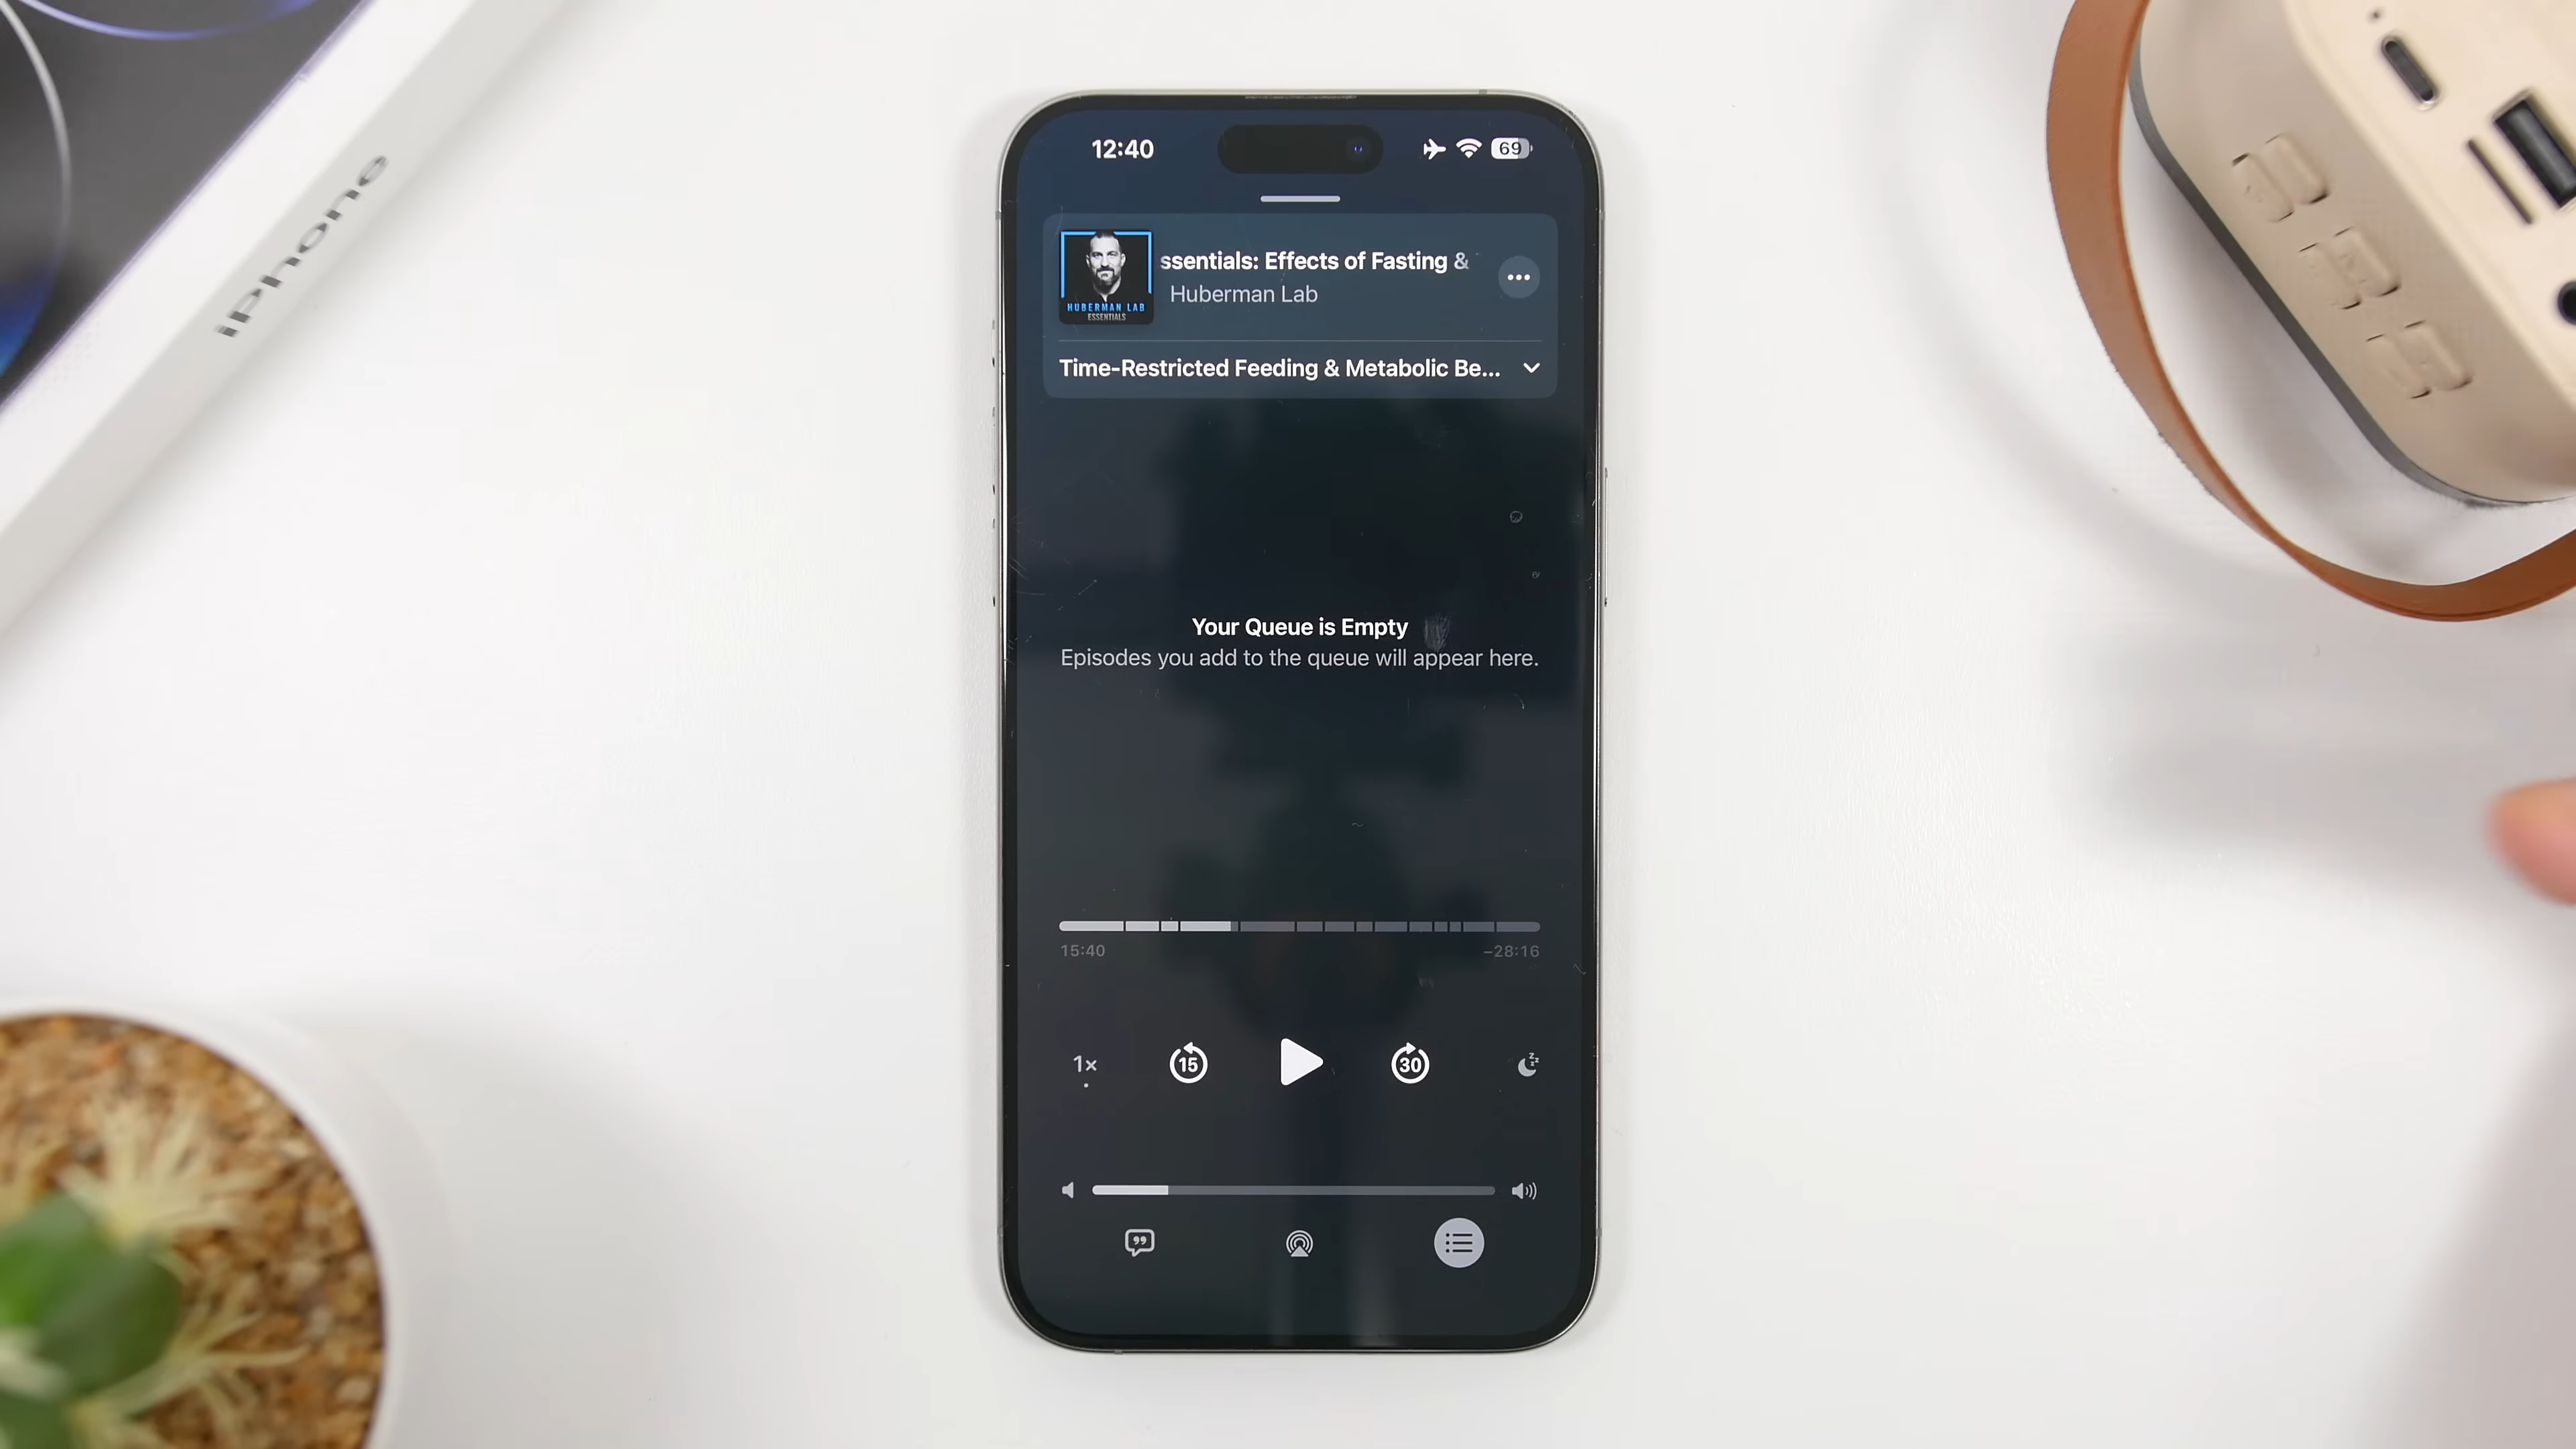 iPhone
12:40
69
ssentials: Effects of Fasting &
Huberman Lab
HUBERMAN LAB
ESSENTIALS
Time-Restricted Feeding & Metabolic Be...
Your Queue is Empty
Episodes you add to the queue will appear here.
15:40
-28:16
1×
15
30